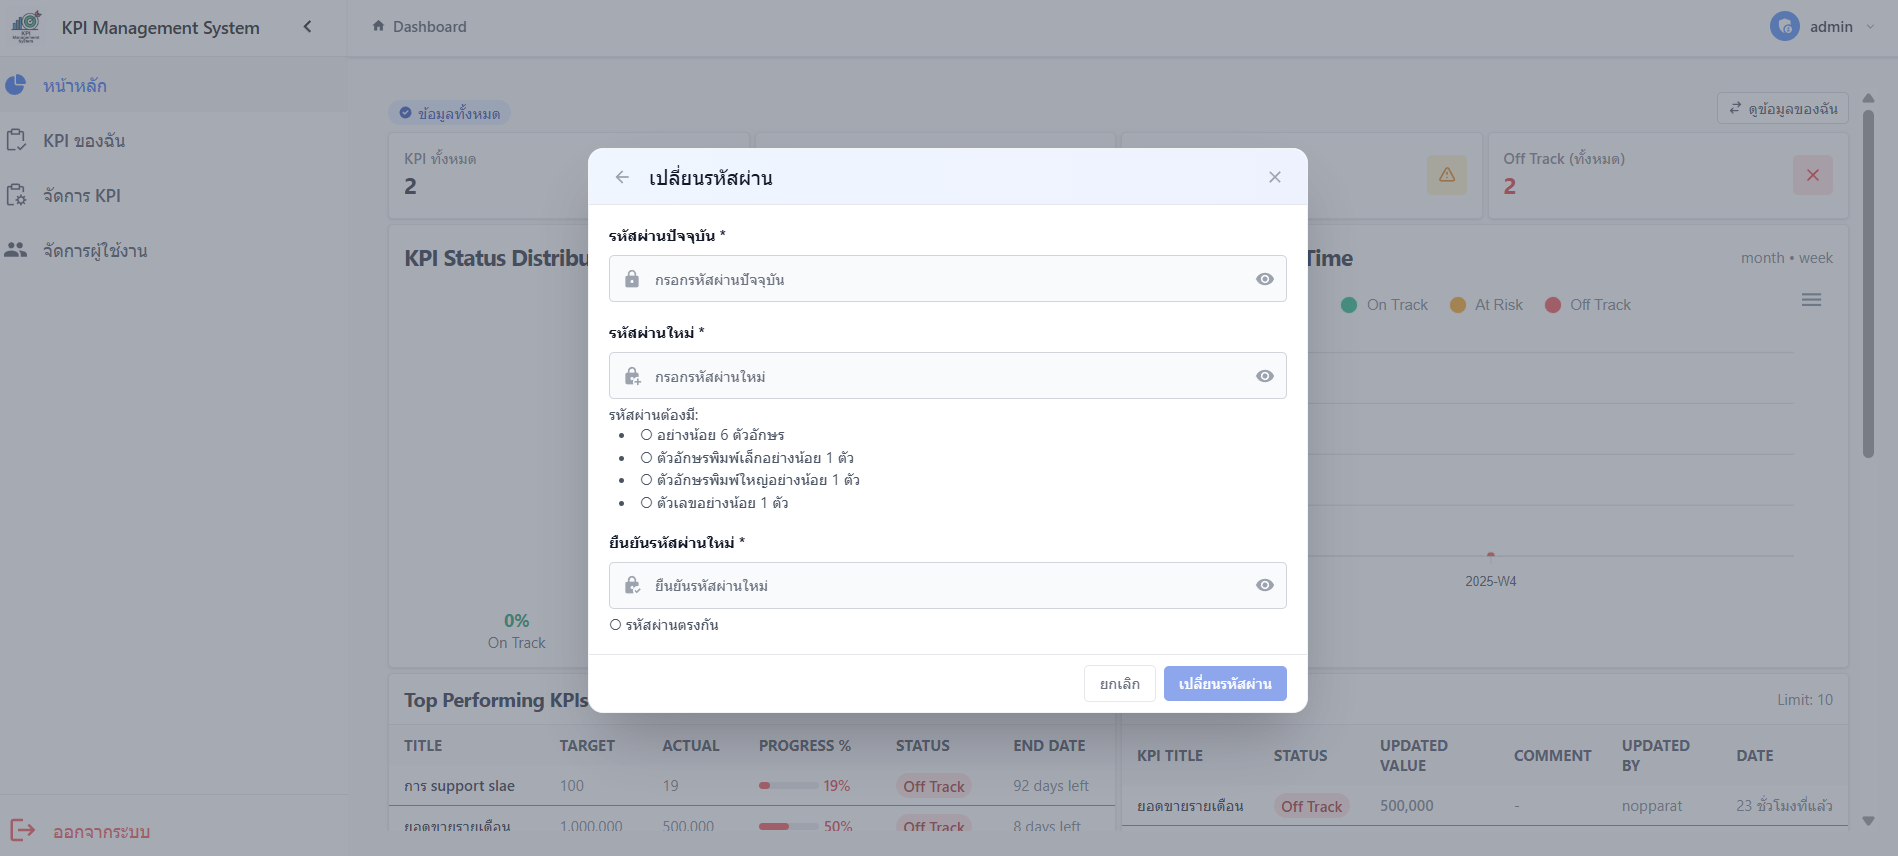 KPI Management System
Dashboard
admin
หน้าหลัก
KPI ของฉัน
จัดการ KPI
จัดการผู้ใช้งาน
ออกจากระบบ
ข้อมูลทั้งหมด
ดูข้อมูลของฉัน
KPI ทั้งหมด
2
Off Track (ทั้งหมด)
2
KPI Status Distribu
Time
month • week
On Track
At Risk
Off Track
2025-W4
0%
On Track
เปลี่ยนรหัสผ่าน
รหัสผ่านปัจจุบัน *
กรอกรหัสผ่านปัจจุบัน
รหัสผ่านใหม่ *
กรอกรหัสผ่านใหม่
รหัสผ่านต้องมี:
• ○ อย่างน้อย 6 ตัวอักษร
• ○ ตัวอักษรพิมพ์เล็กอย่างน้อย 1 ตัว
• ○ ตัวอักษรพิมพ์ใหญ่อย่างน้อย 1 ตัว
• ○ ตัวเลขอย่างน้อย 1 ตัว
ยืนยันรหัสผ่านใหม่ *
ยืนยันรหัสผ่านใหม่
○ รหัสผ่านตรงกัน
ยกเลิก
เปลี่ยนรหัสผ่าน
Top Performing KPIs
TITLE TARGET ACTUAL PROGRESS % STATUS END DATE
การ support slae 100 19 19% Off Track 92 days left
ยอดขายรายเดือน 1,000,000 500,000 50% Off Track 8 days left
Limit: 10
KPI TITLE STATUS UPDATED VALUE COMMENT UPDATED BY DATE
ยอดขายรายเดือน Off Track 500,000 - nopparat 23 ชั่วโมงที่แล้ว